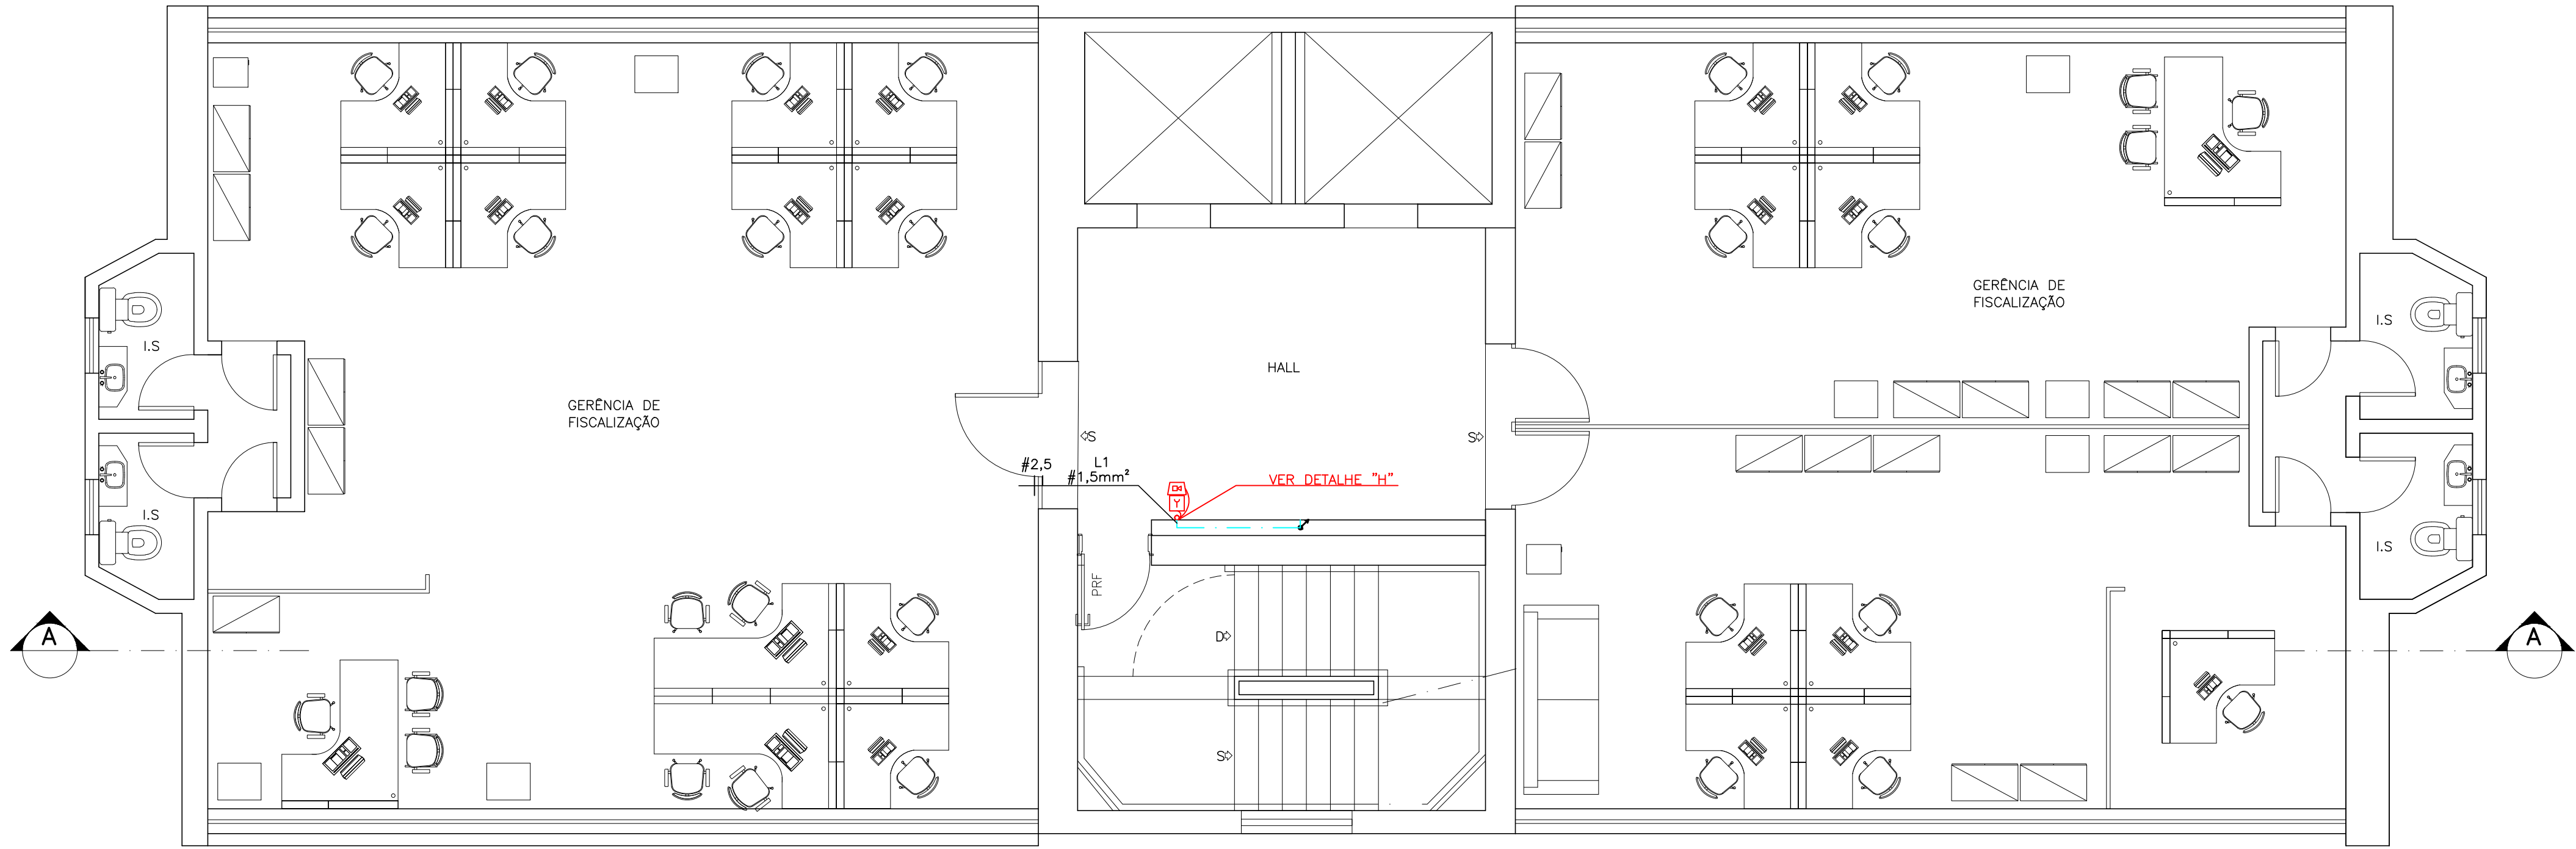 GERÊNCIA DE
FISCALIZAÇÃO
I.S
I.S
HALL
GERÊNCIA DE
FISCALIZAÇÃO
I.S
I.S
S
S
#2,5
L1
#1,5mm²
VER DETALHE "H"
Y
PRF
D
S
A
A